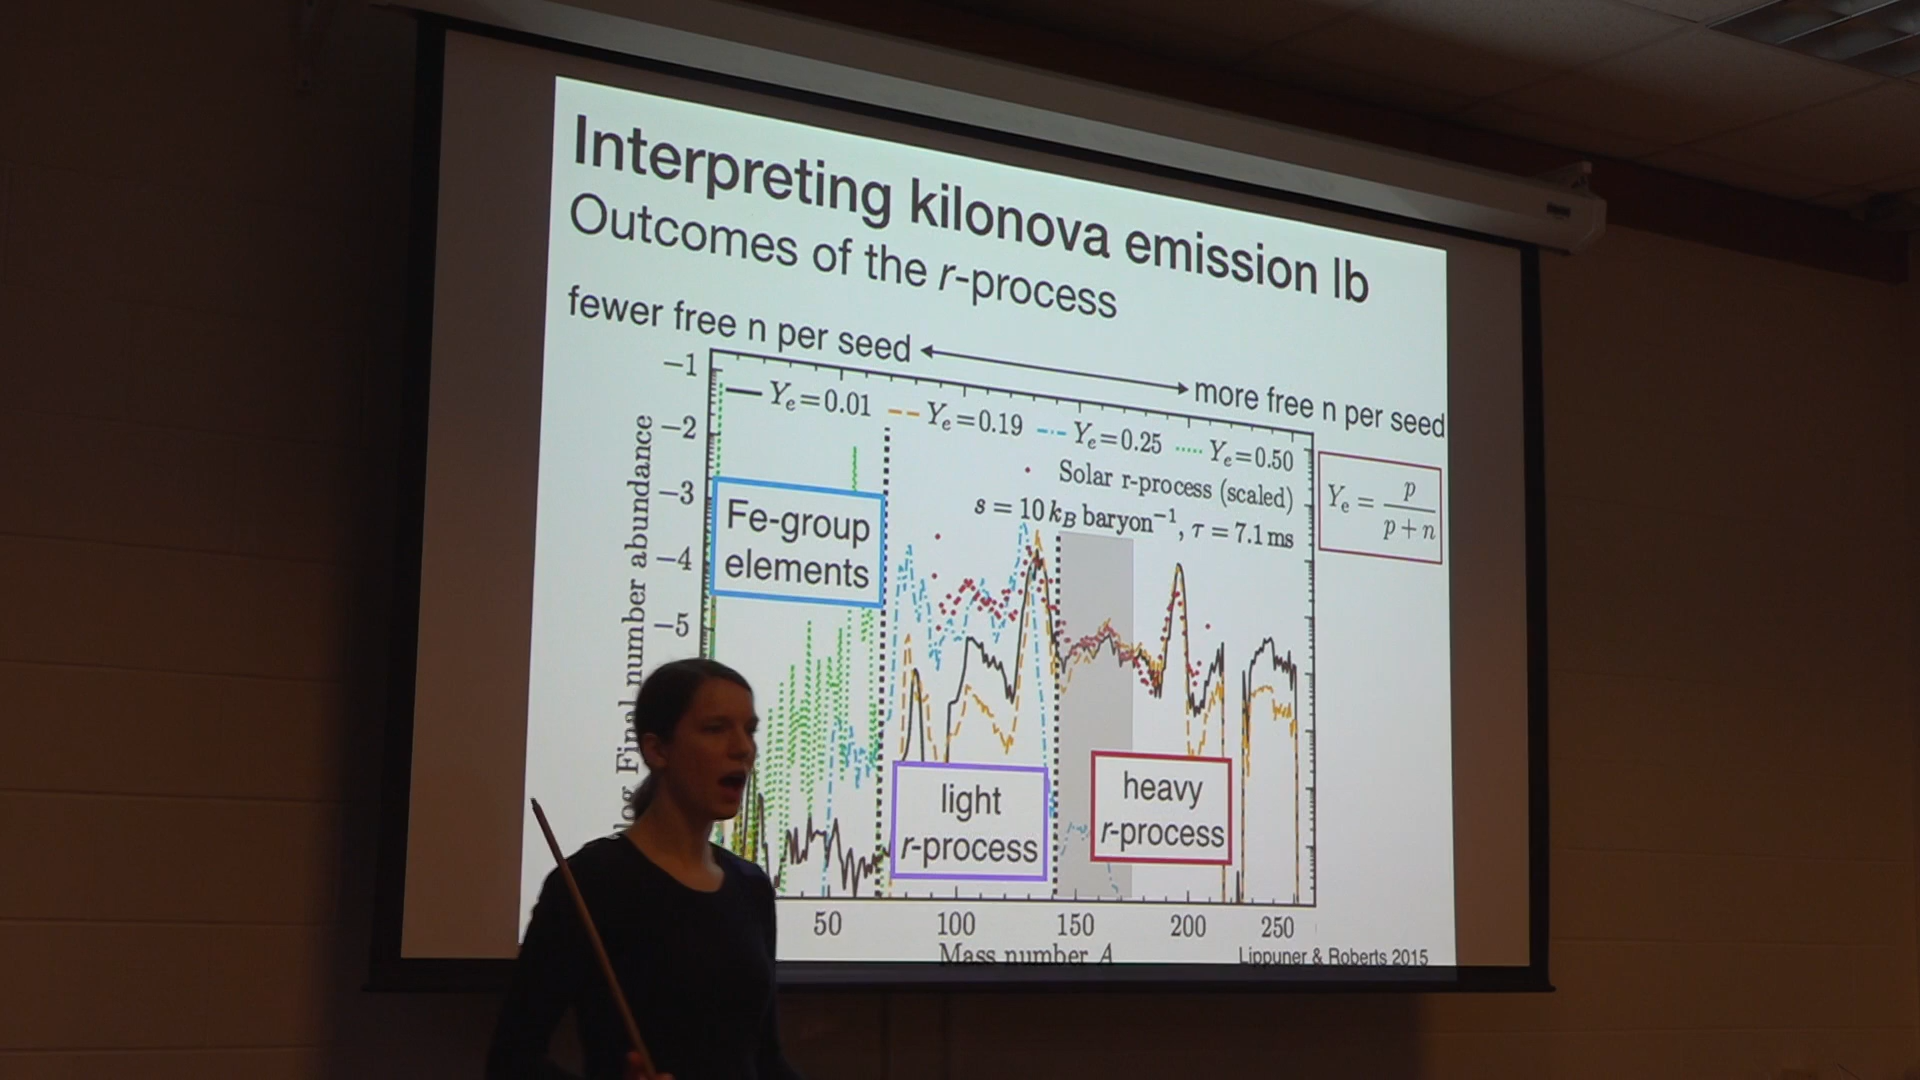 Interpreting kilonova emission Ib
Outcomes of the r-process
fewer free n per seed
more free n per seed
−1
−2
−3
−4
−5
log Final number abundance
Yₑ=0.01
Yₑ=0.19
Yₑ=0.25
Yₑ=0.50
Solar r-process (scaled)
s = 10 k_B baryon⁻¹, τ = 7.1 ms
Yₑ = p / p + n
Fe-group
elements
light
r-process
heavy
r-process
50 100 150 200 250
Mass number A
Lippuner & Roberts 2015